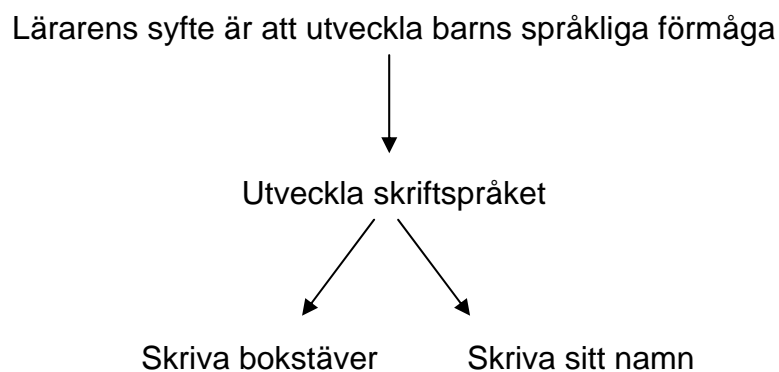 Lärarens syfte är att utveckla barns språkliga förmåga
Utveckla skriftspråket
Skriva bokstäver
Skriva sitt namn